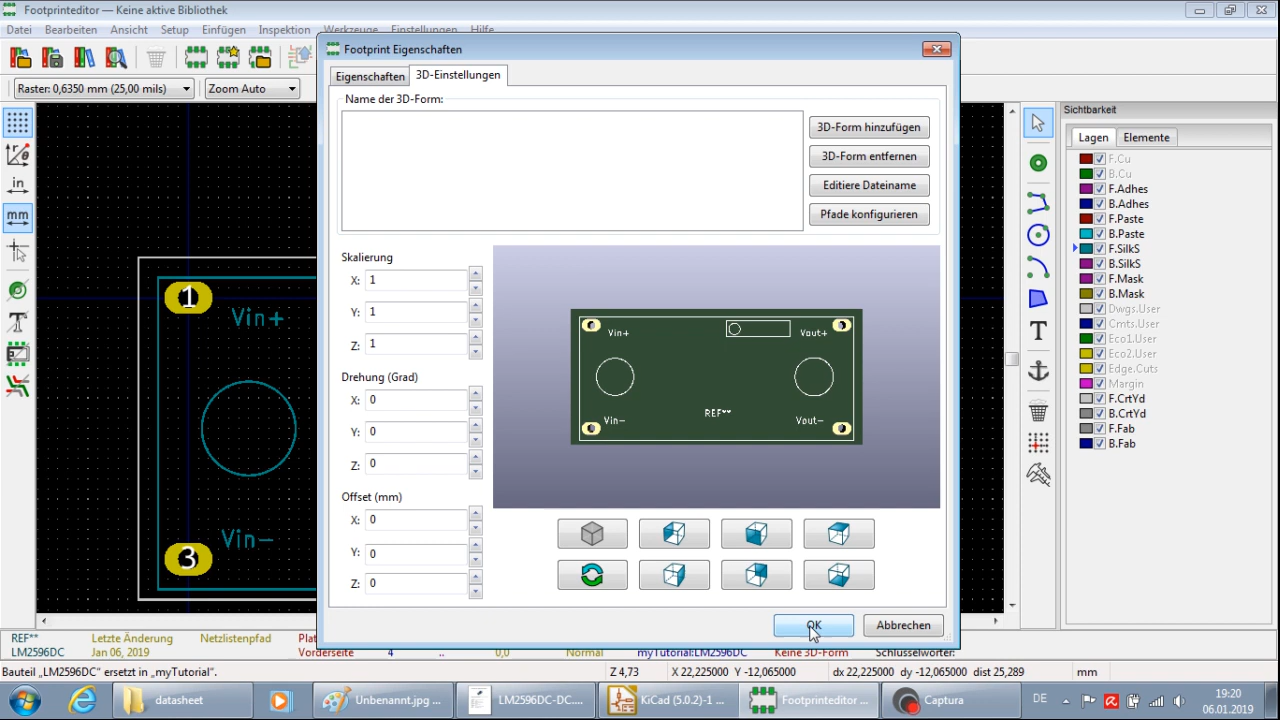 Footprinteditor — Keine aktive Bibliothek
Datei Bearbeiten Ansicht Setup Einfügen Inspektion Werkzeuge Einstellungen Hilfe
Footprint Eigenschaften
Eigenschaften 3D-Einstellungen
Raster: 0,6350 mm (25,00 mils) Zoom Auto
Name der 3D-Form:
3D-Form hinzufügen
3D-Form entfernen
Editiere Dateiname
Pfade konfigurieren
in
mm
Skalierung
X: 1
Y: 1
Z: 1
Drehung (Grad)
X: 0
Y: 0
Z: 0
Offset (mm)
X: 0
Y: 0
Z: 0
1
Vin+
Vin-
3
Vin+ Vout+
REF**
Vin- Vout-
OK Abbrechen
Sichtbarkeit
Lagen Elemente
F.Cu
B.Cu
F.Adhes
B.Adhes
F.Paste
B.Paste
F.SilkS
B.SilkS
F.Mask
B.Mask
Dwgs.User
Cmts.User
Eco1.User
Eco2.User
Edge.Cuts
Margin
F.CrtYd
B.CrtYd
F.Fab
B.Fab
REF** Letzte Änderung Netzlistenpfad
LM2596DC Jan 06, 2019 Vorderseite 4 .. 0,0 Normal myTutorial:LM2596DC Keine 3D-Form Schlüsselwörter:
Bauteil „LM2596DC" ersetzt in „myTutorial". Z 4,73 X 22,225000 Y -12,065000 dx 22,225000 dy -12,065000 dist 25,289 mm
datasheet Unbenannt.jpg ... LM2596DC-DC.... KiCad (5.0.2)-1 ... Footprinteditor ... Captura DE 19:20
06.01.2019